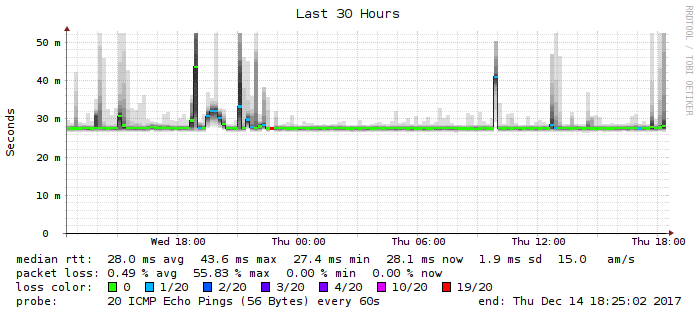 Last 30 Hours
RRDTOOL / TOBI OETIKER
Seconds
50 m
40 m
30 m
20 m
10 m
0
Wed 18:00 Thu 00:00 Thu 06:00 Thu 12:00 Thu 18:00
median rtt: 28.0 ms avg 43.6 ms max 27.4 ms min 28.1 ms now 1.9 ms sd 15.0 am/s
packet loss: 0.49 % avg 55.83 % max 0.00 % min 0.00 % now
loss color: 0 1/20 2/20 3/20 4/20 10/20 19/20
probe: 20 ICMP Echo Pings (56 Bytes) every 60s end: Thu Dec 14 18:25:02 2017